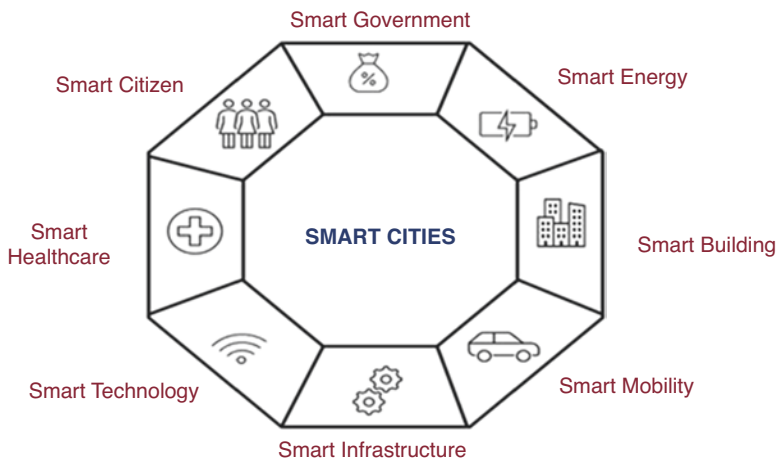 Smart Government
Smart Citizen
Smart Energy
%
Smart
Healthcare
SMART CITIES
Smart Building
Smart Technology
Smart Mobility
Smart Infrastructure